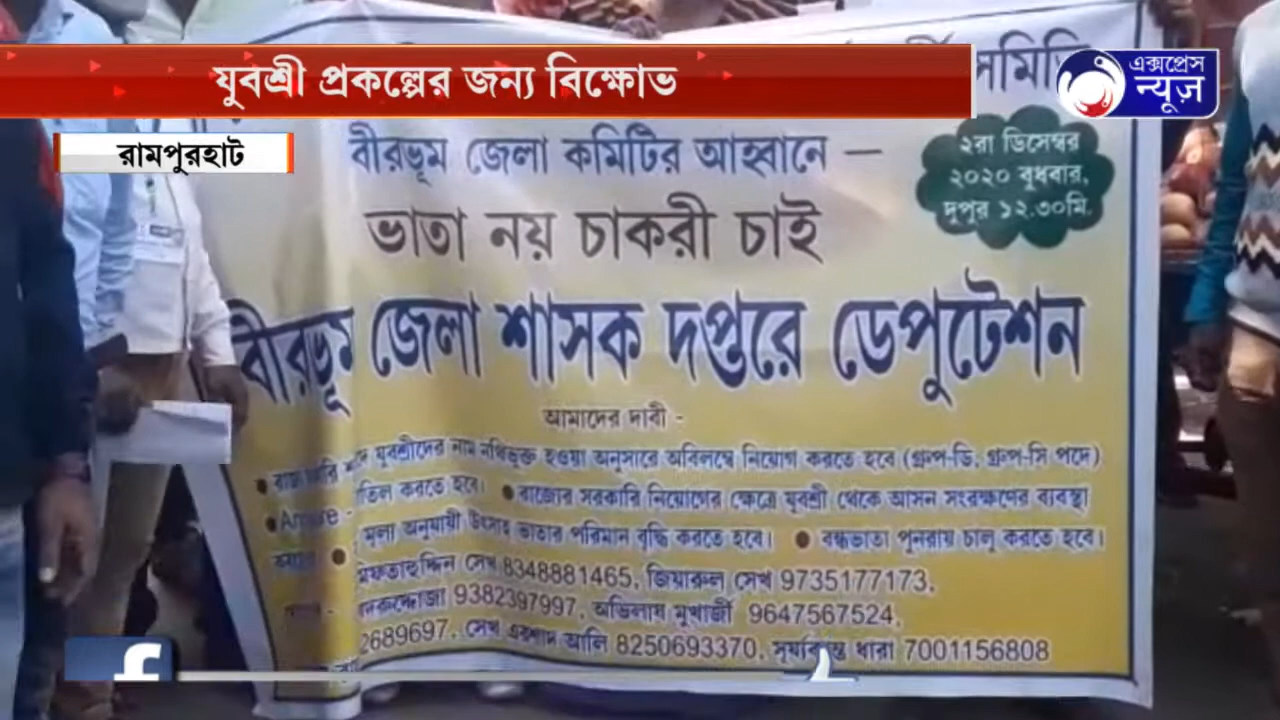 যুবশ্রী প্রকল্পের জন্য বিক্ষোভ
এক্সপ্রেস
ন্যূজ
রামপুরহাট
বীরভূম জেলা কমিটির আহ্বানে –
২রা ডিসেম্বর
২০২০ বুধবার,
দুপুর ১২.৩০মি.
ভাতা নয় চাকরী চাই
বীরভূম জেলা শাসক দপ্তরে ডেপুটেশন
আমাদের দাবী -
যুবশ্রীদের নাম নথিভুক্ত হওয়া অনুসারে অবিলম্বে নিয়োগ করতে হবে (গ্রুপ-ডি, গ্রুপ-সি পদে)
করতে হবে। ● রাজ্যের সরকারি নিয়োগের ক্ষেত্রে যুবশ্রী থেকে আসন সংরক্ষণের ব্যবস্থা
মূল্য অনুযায়ী উৎসাহ ভাতার পরিমান বৃদ্ধি করতে হবে। ● বন্ধভাতা পুনরায় চালু করতে হবে।
সেখ 8348881465, জিয়ারুল সেখ 9735177173,
9382397997, অভিলাষ মুখার্জী 9647567524,
2689697, সেখ এরশাদ আলি 8250693370, সূর্যকান্ত ধারা 7001156808